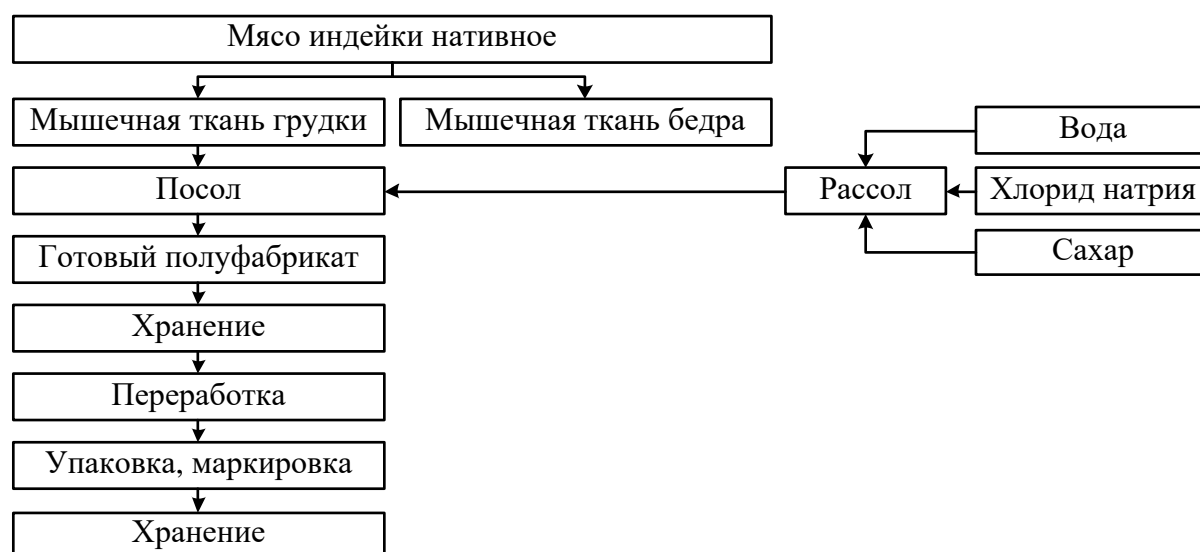 Мясо индейки нативное
Мышечная ткань грудки
Мышечная ткань бедра
Вода
Посол
Рассол
Хлорид натрия
Готовый полуфабрикат
Сахар
Хранение
Переработка
Упаковка, маркировка
Хранение